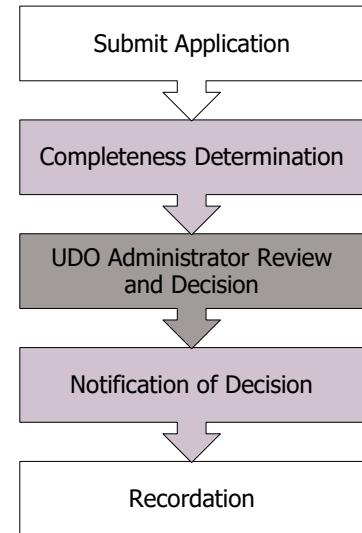 Submit Application
Completeness Determination
UDO Administrator Review
and Decision
Notification of Decision
Recordation